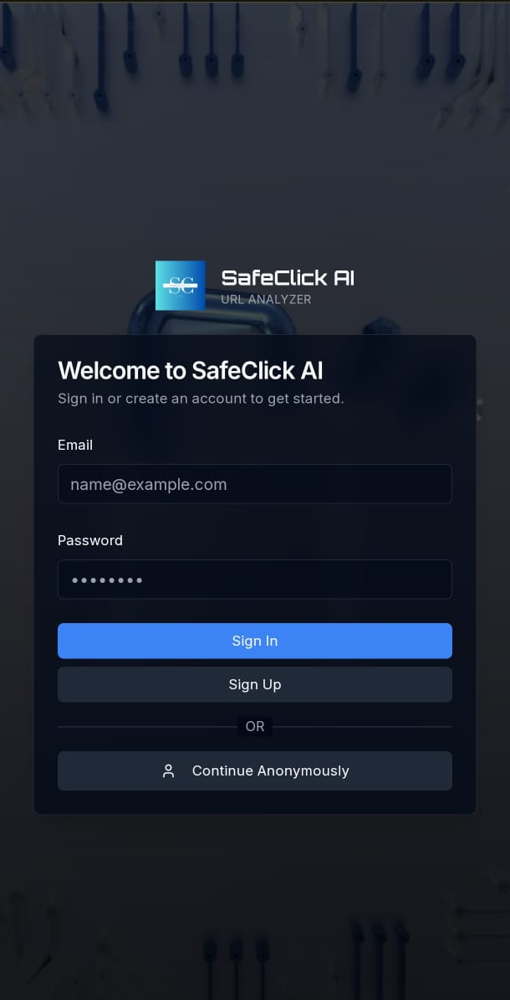 SC
SafeClick AI
URL ANALYZER
Welcome to SafeClick AI
Sign in or create an account to get started.
Email
name@example.com
Password
••••••••
Sign In
Sign Up
OR
Continue Anonymously